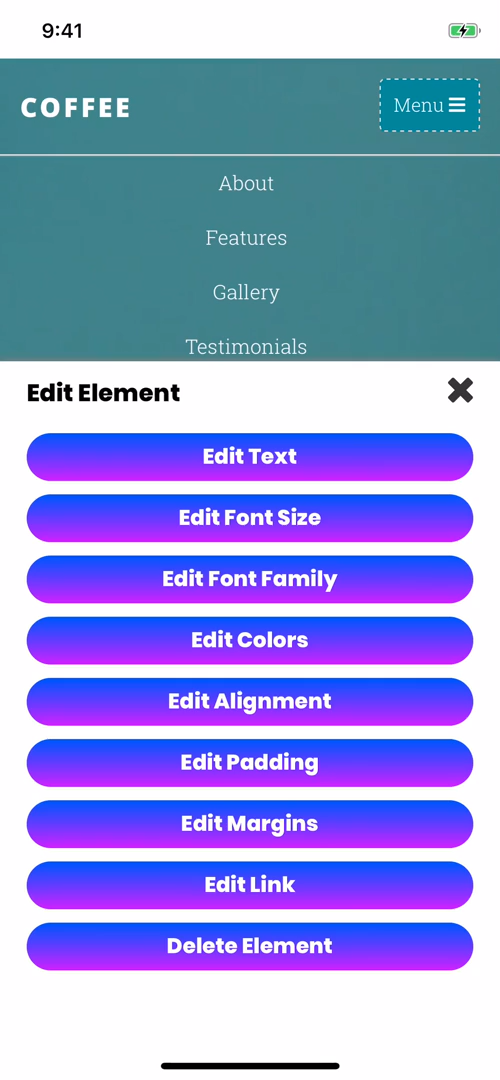 9:41
COFFEE
Menu
About
Features
Gallery
Testimonials
Edit Element
Edit Text
Edit Font Size
Edit Font Family
Edit Colors
Edit Alignment
Edit Padding
Edit Margins
Edit Link
Delete Element